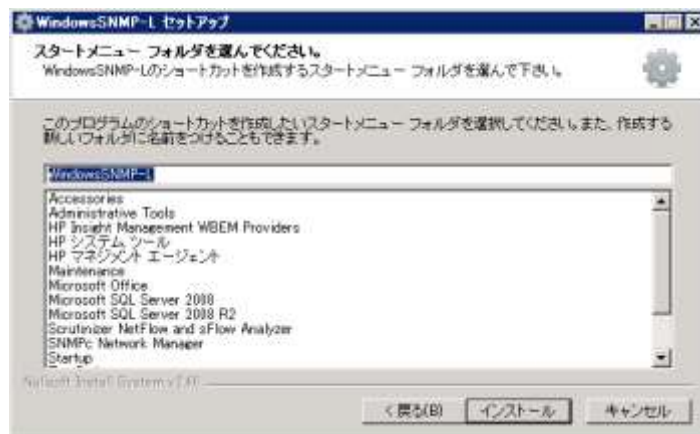 WindowsSNMP-L セットアップ
スタートメニュー フォルダを選んでください。
WindowsSNMP-Lのショートカットを作成するスタートメニュー フォルダを選んで下さい。
このプログラムのショートカットを作成したいスタートメニュー フォルダを選択してください。また、作成する
新しいフォルダに名前をつけることもできます。
WindowsSNMP-L
Accessories
Administrative Tools
HP Insight Management WBEM Providers
HP システム ツール
HP マネジメント エージェント
Maintenance
Microsoft Office
Microsoft SQL Server 2008
Microsoft SQL Server 2008 R2
Scrutinizer NetFlow and sFlow Analyzer
SNMPc Network Manager
Startup
Nullsoft Install System
< 戻る(B)
インストール
キャンセル